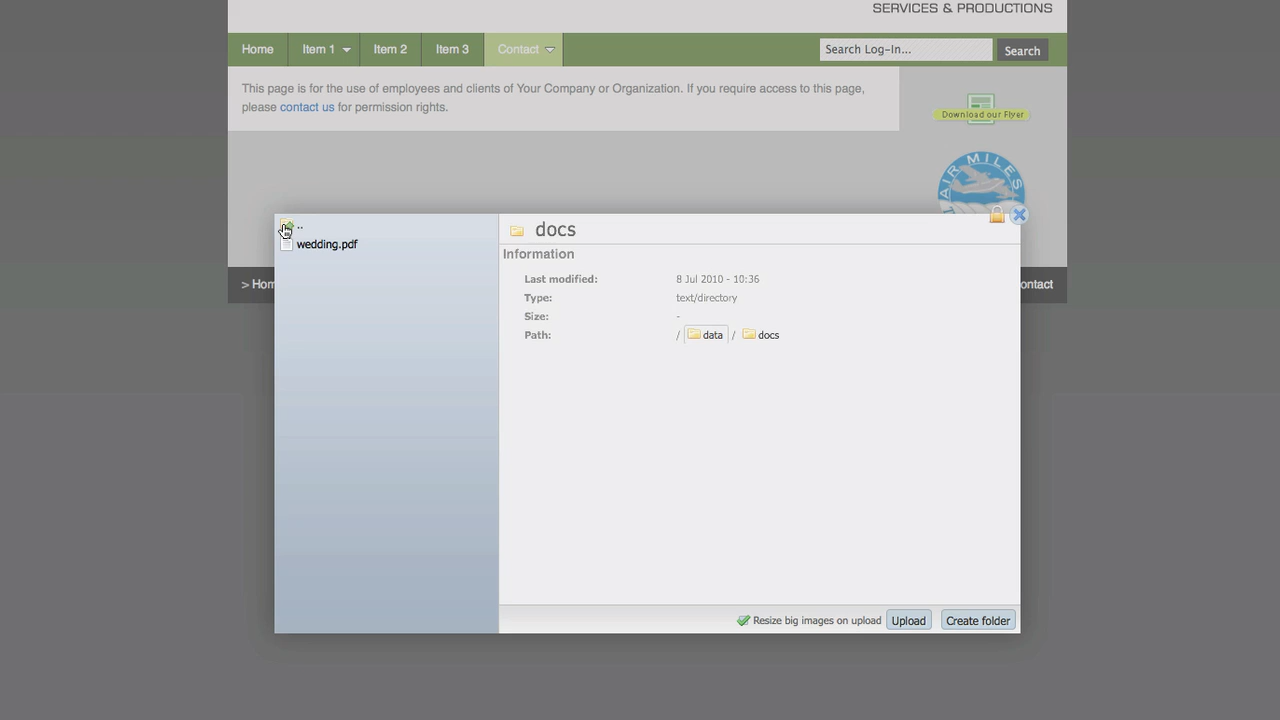 SERVICES & PRODUCTIONS
Home Item 1 Item 2 Item 3 Contact Search Log-In... Search
This page is for the use of employees and clients of Your Company or Organization. If you require access to this page,
please contact us for permission rights.
Download our Flyer
AIR MILES
..
wedding.pdf
docs
Information
Last modified: 8 Jul 2010 - 10:36
Type: text/directory
Size: -
Path: / data / docs
> Hom
ontact
Resize big images on upload Upload Create folder